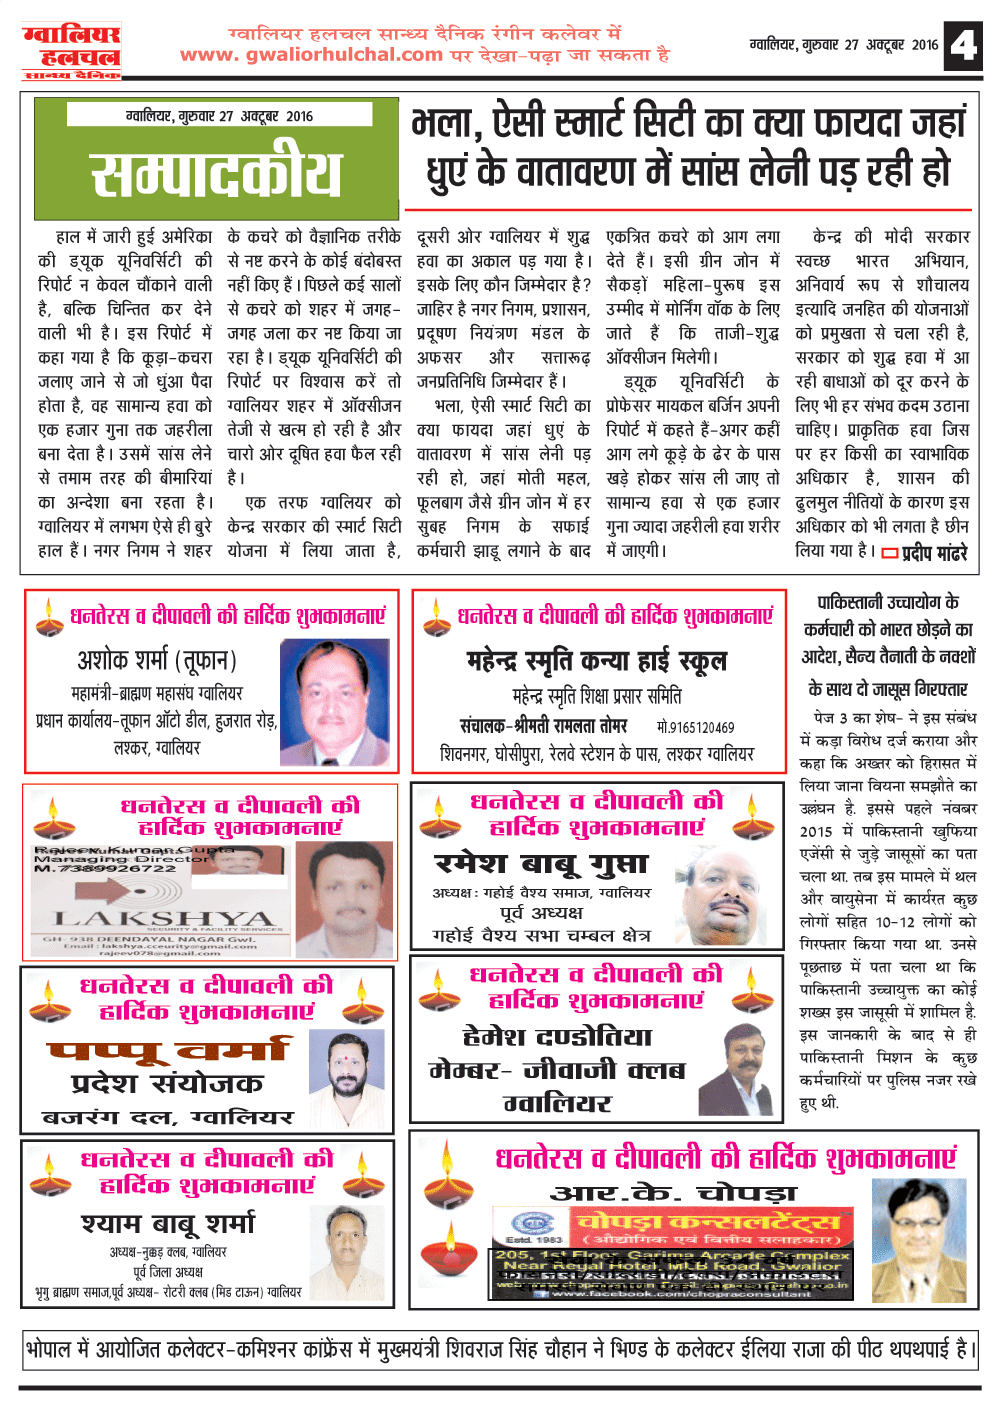 ग्वालियर
हलचल
सान्ध्य दैनिक
ग्वालियर हलचल सान्ध्य दैनिक रंगीन कलेवर में
www. gwaliorhulchal.com पर देखा-पढ़ा जा सकता है
ग्वालियर, गुरुवार 27 अक्टूबर 2016
4
ग्वालियर, गुरुवार 27 अक्टूबर 2016
सम्पादकीय
भला, ऐसी स्मार्ट सिटी का क्या फायदा जहां
धुएं के वातावरण में सांस लेनी पड़ रही हो
हाल में जारी हुई अमेरिका
की ड्यूक यूनिवर्सिटी की
रिपोर्ट न केवल चौंकाने वाली
है, बल्कि चिन्तित कर देने
वाली भी है। इस रिपोर्ट में
कहा गया है कि कूड़ा-कचरा
जलाए जाने से जो धुंआ पैदा
होता है, वह सामान्य हवा को
एक हजार गुना तक जहरीला
बना देता है। उसमें सांस लेने
से तमाम तरह की बीमारियां
का अन्देशा बना रहता है।
ग्वालियर में लगभग ऐसे ही बुरे
हाल हैं। नगर निगम ने शहर
के कचरे को वैज्ञानिक तरीके
से नष्ट करने के कोई बंदोबस्त
नहीं किए हैं। पिछले कई सालों
से कचरे को शहर में जगह-
जगह जला कर नष्ट किया जा
रहा है। ड्यूक यूनिवर्सिटी की
रिपोर्ट पर विश्वास करें तो
ग्वालियर शहर में ऑक्सीजन
तेजी से खत्म हो रही है और
चारो ओर दूषित हवा फैल रही
है।
एक तरफ ग्वालियर को
केन्द्र सरकार की स्मार्ट सिटी
योजना में लिया जाता है,
दूसरी ओर ग्वालियर में शुद्ध
हवा का अकाल पड़ गया है।
इसके लिए कौन जिम्मेदार है?
जाहिर है नगर निगम, प्रशासन,
प्रदूषण नियंत्रण मंडल के
अफसर और सत्तारूढ़
जनप्रतिनिधि जिम्मेदार हैं।
भला, ऐसी स्मार्ट सिटी का
क्या फायदा जहां धुएं के
वातावरण में सांस लेनी पड़
रही हो, जहां मोती महल,
फूलबाग जैसे ग्रीन जोन में हर
सुबह निगम के सफाई
कर्मचारी झाडू लगाने के बाद
एकत्रित कचरे को आग लगा
देते हैं। इसी ग्रीन जोन में
सैकड़ों महिला-पुरूष इस
उम्मीद में मोर्निंग वॉक के लिए
जाते हैं कि ताजी-शुद्ध
ऑक्सीजन मिलेगी।
ड्यूक यूनिवर्सिटी के
प्रोफेसर मायकल बर्जिन अपनी
रिपोर्ट में कहते हैं-अगर कहीं
आग लगे कूड़े के ढेर के पास
खड़े होकर सांस ली जाए तो
सामान्य हवा से एक हजार
गुना ज्यादा जहरीली हवा शरीर
में जाएगी।
केन्द्र की मोदी सरकार
स्वच्छ भारत अभियान,
अनिवार्य रूप से शौचालय
इत्यादि जनहित की योजनाओं
को प्रमुखता से चला रही है,
सरकार को शुद्ध हवा में आ
रही बाधाओं को दूर करने के
लिए भी हर संभव कदम उठाना
चाहिए। प्राकृतिक हवा जिस
पर हर किसी का स्वाभाविक
अधिकार है, शासन की
ढुलमुल नीतियों के कारण इस
अधिकार को भी लगता है छीन
लिया गया है। प्रदीप मांढरे
धनतेरस व दीपावली की हार्दिक शुभकामनाएं
अशोक शर्मा (तूफान)
महामंत्री-ब्राह्मण महासंघ ग्वालियर
प्रधान कार्यालय-तूफान ऑटो डील, हुजरात रोड़,
लश्कर, ग्वालियर
धनतेरस व दीपावली की हार्दिक शुभकामनाएं
महेन्द्र स्मृति कन्या हाई स्कूल
महेन्द्र स्मृति शिक्षा प्रसार समिति
संचालक-श्रीमती रामलता तोमर मो.9165120469
शिवनगर, घोसीपुरा, रेलवे स्टेशन के पास, लश्कर ग्वालियर
पाकिस्तानी उच्चायोग के
कर्मचारी को भारत छोड़ने का
आदेश, सैन्य तैनाती के नक्शों
के साथ दो जासूस गिरफ्तार
पेज 3 का शेष- ने इस संबंध
में कड़ा विरोध दर्ज कराया और
कहा कि अख्तर को हिरासत में
लिया जाना वियना समझौते का
उल्लंघन है. इससे पहले नंवबर
2015 में पाकिस्तानी खुफिया
एजेंसी से जुड़े जासूसों का पता
चला था. तब इस मामले में थल
और वायुसेना में कार्यरत कुछ
लोगों सहित 10-12 लोगों को
गिरफ्तार किया गया था. उनसे
पूछताछ में पता चला था कि
पाकिस्तानी उच्चायुक्त का कोई
शख्स इस जासूसी में शामिल है.
इस जानकारी के बाद से ही
पाकिस्तानी मिशन के कुछ
कर्मचारियों पर पुलिस नजर रखे
हुए थी.
धनतेरस व दीपावली की
हार्दिक शुभकामनाएं
Rajeev Kumar Gupta
Managing Director
M.7389926722
LAKSHYA
SECURITY & FACILITY SERVICES
GH- 938 DEENDAYAL NAGAR Gwl.
Email : lakshya.cceurity@gmail.com
rajeev078@gmail.com
धनतेरस व दीपावली की
हार्दिक शुभकामनाएं
रमेश बाबू गुप्ता
अध्यक्ष: गहोई वैश्य समाज, ग्वालियर
पूर्व अध्यक्ष
गहोई वैश्य सभा चम्बल क्षेत्र
धनतेरस व दीपावली की
हार्दिक शुभकामनाएं
पप्पू वर्मा
प्रदेश संयोजक
बजरंग दल, ग्वालियर
धनतेरस व दीपावली की
हार्दिक शुभकामनाएं
हेमेश दण्डोतिया
मेम्बर- जीवाजी क्लब
ग्वालियर
धनतेरस व दीपावली की
हार्दिक शुभकामनाएं
श्याम बाबू शर्मा
अध्यक्ष-नुक्कड़ क्लब, ग्वालियर
पूर्व जिला अध्यक्ष
भृगु ब्राह्मण समाज,पूर्व अध्यक्ष- रोटरी क्लब (मिड टाऊन) ग्वालियर
धनतेरस व दीपावली की हार्दिक शुभकामनाएं
आर.के. चोपड़ा
Estd. 1983
चोपड़ा कन्सलटेंट्स
(औद्योगिक एवं वित्तीय सलाहकार)
205, 1st Floor, Garima Arcade Complex
Near Regal Hotel, MLB Road, Gwalior
www.facebook.com/chopraconsultant
भोपाल में आयोजित कलेक्टर-कमिश्नर कांफ्रेंस में मुख्यमंत्री शिवराज सिंह चौहान ने भिण्ड के कलेक्टर ईलिया राजा की पीठ थपथपाई है।